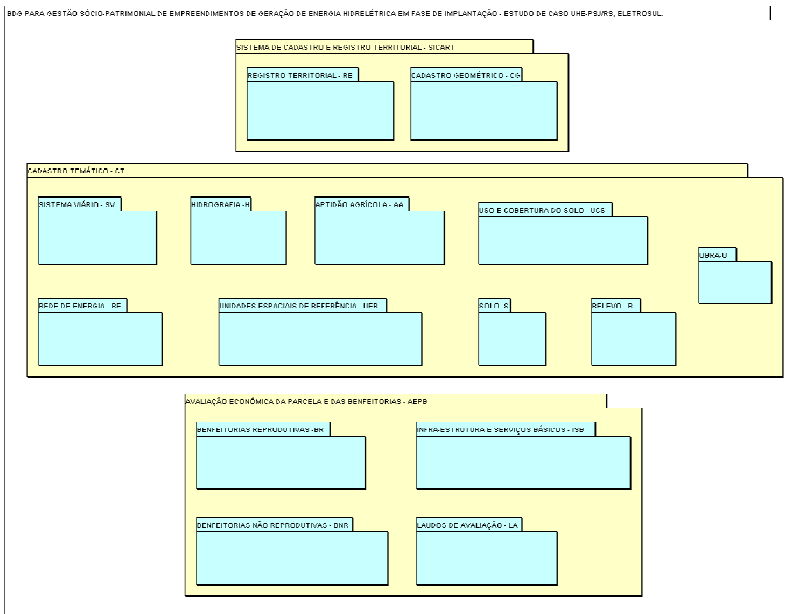 BDG PARA GESTÃO SÓCIO-PATRIMONIAL DE EMPREENDIMENTOS DE GERAÇÃO DE ENERGIA HIDRELÉTRICA EM FASE DE IMPLANTAÇÃO - ESTUDO DE CASO UHE-PSJ/RS, ELETROSUL.
SISTEMA DE CADASTRO E REGISTRO TERRITORIAL - SICART
REGISTRO TERRITORIAL - RE
CADASTRO GEOMÉTRICO - CG
CADASTRO TEMÁTICO - CT
SISTEMA VIÁRIO - SV
HIDROGRAFIA-H
APTIDÃO AGRÍCOLA - AA
USO E COBERTURA DO SOLO - UCS
OBRA-O
REDE DE ENERGIA - RE
UNIDADES ESPACIAIS DE REFERÊNCIA - UER
SOLO-S
RELEVO - R
AVALIAÇÃO ECONÔMICA DA PARCELA E DAS BENFEITORIAS - AEPB
BENFEITORIAS REPRODUTIVAS -BR
INFRA-ESTRUTURA E SERVIÇOS BÁSICOS - ISB
BENFEITORIAS NÃO REPRODUTIVAS - BNR
LAUDOS DE AVALIAÇÃO - LA